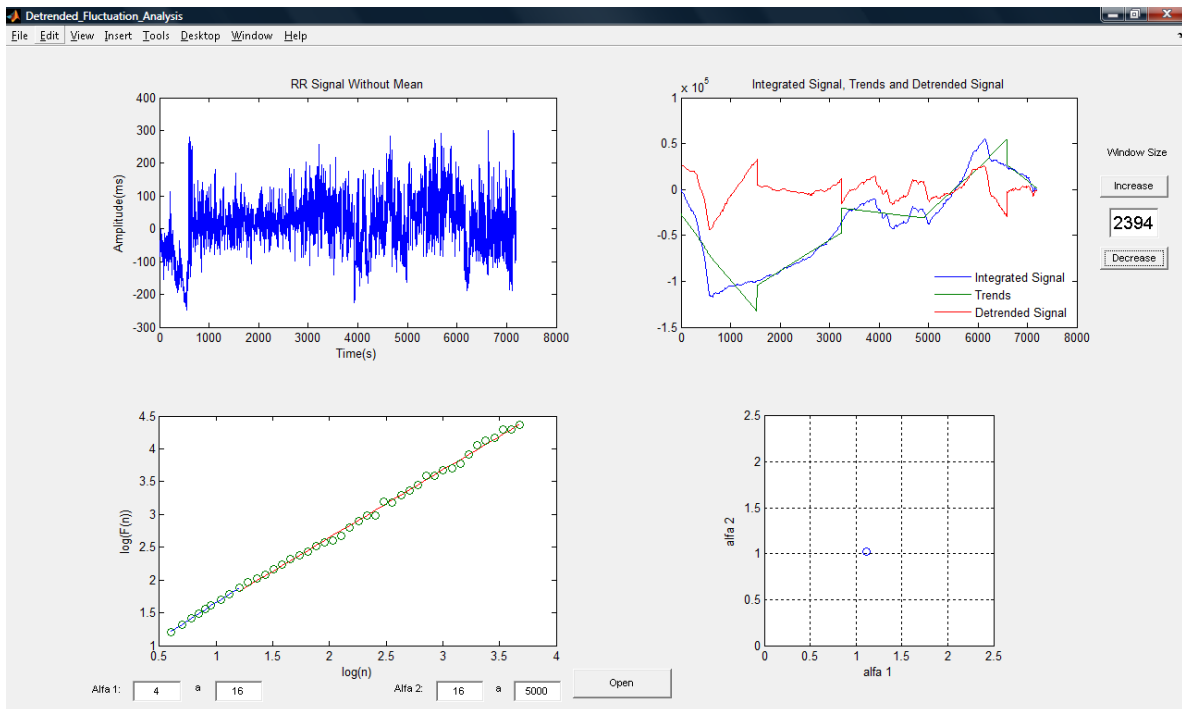 Detrended_Fluctuation_Analysis
File Edit View Insert Tools Desktop Window Help
RR Signal Without Mean
400
300
200
100
0
-100
-200
-300
Amplitude(ms)
0 1000 2000 3000 4000 5000 6000 7000 8000
Time(s)
Integrated Signal, Trends and Detrended Signal
x 10^5
1
0.5
0
-0.5
-1
-1.5
0 1000 2000 3000 4000 5000 6000 7000 8000
Integrated Signal
Trends
Detrended Signal
Window Size
Increase
2394
Decrease
4.5
4
3.5
3
2.5
2
1.5
1
log(F(n))
0.5 1 1.5 2 2.5 3 3.5 4
log(n)
2.5
2
1.5
1
0.5
0
alfa 2
0 0.5 1 1.5 2 2.5
alfa 1
Alfa 1: 4 a 16
Alfa 2: 16 a 5000
Open